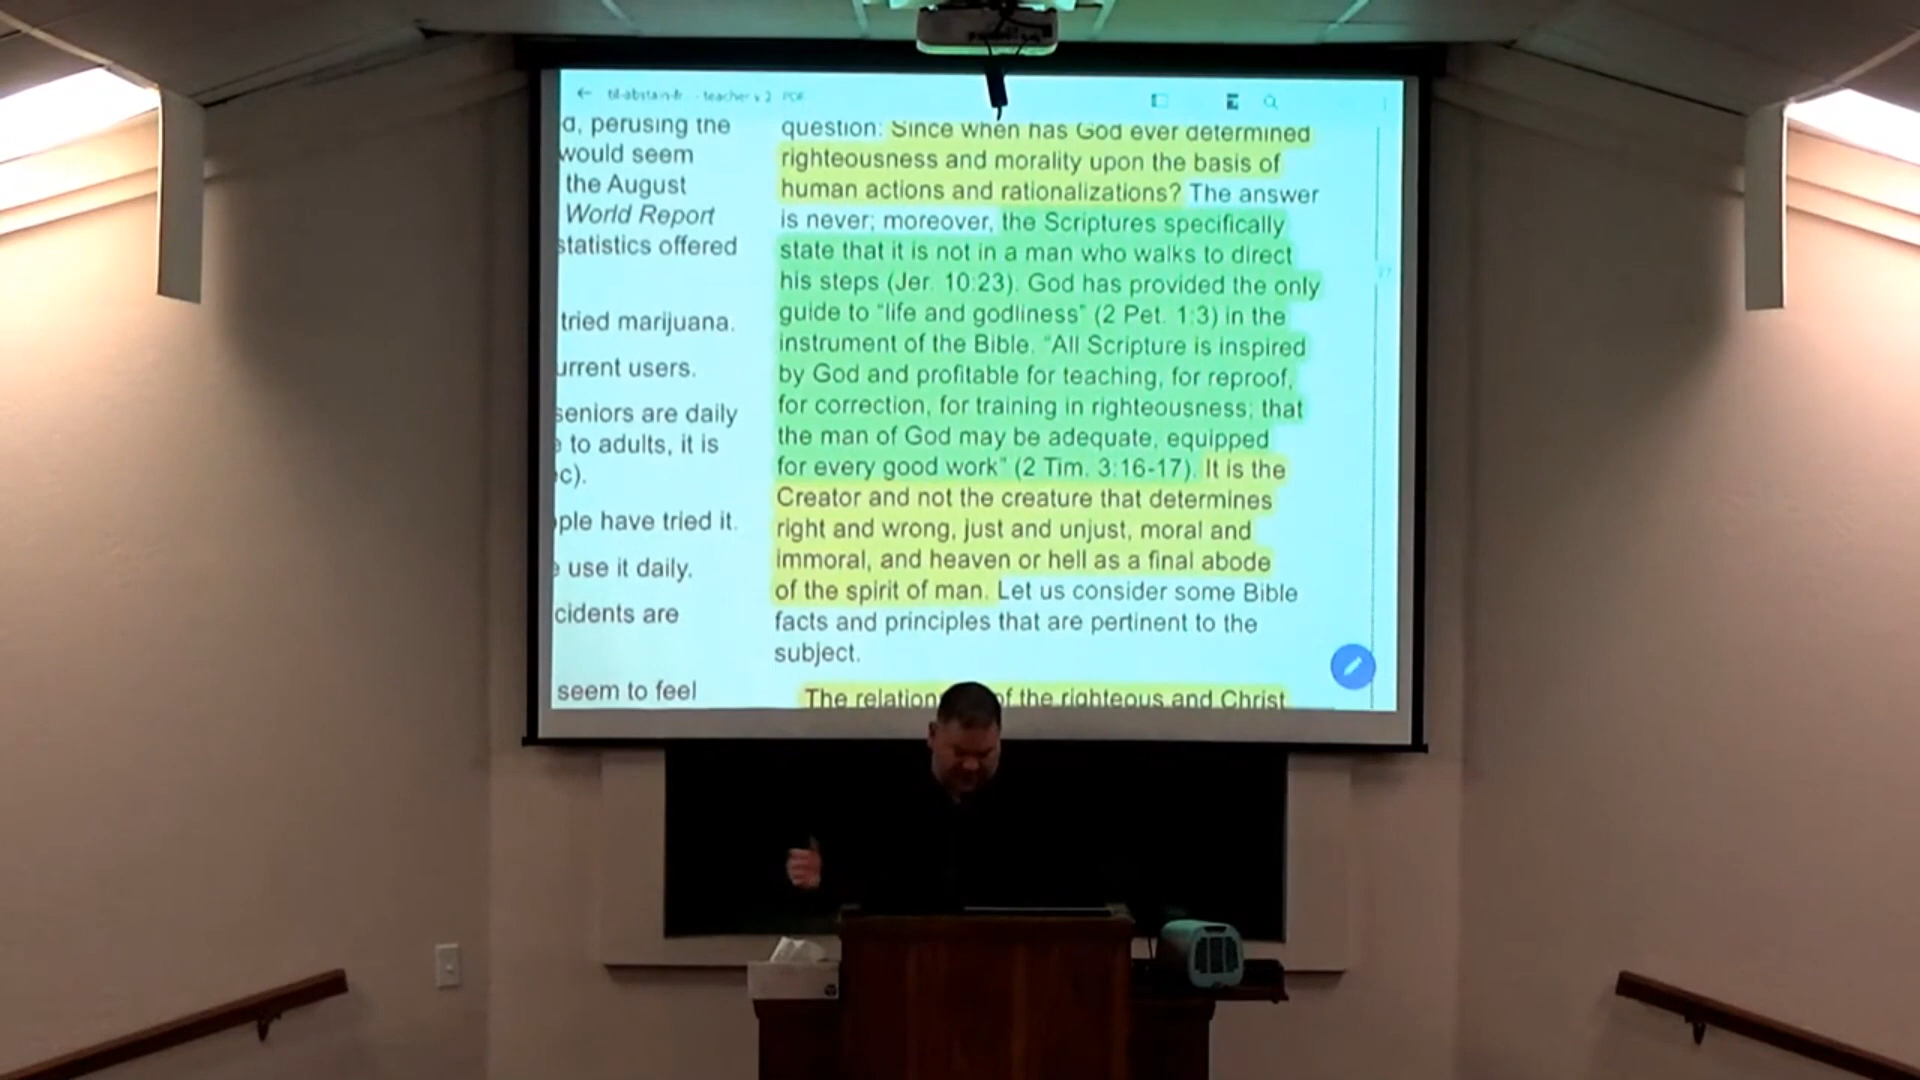 teacher v 2 PDF
a, perusing the
would seem
the August
World Report
statistics offered
tried marijuana.
urrent users.
seniors are daily
e to adults, it is
c).
ple have tried it.
e use it daily.
cidents are
seem to feel
question: Since when has God ever determined
righteousness and morality upon the basis of
human actions and rationalizations? The answer
is never; moreover, the Scriptures specifically
state that it is not in a man who walks to direct
his steps (Jer. 10:23). God has provided the only
guide to “life and godliness” (2 Pet. 1:3) in the
instrument of the Bible. “All Scripture is inspired
by God and profitable for teaching, for reproof,
for correction, for training in righteousness; that
the man of God may be adequate, equipped
for every good work” (2 Tim. 3:16-17). It is the
Creator and not the creature that determines
right and wrong, just and unjust, moral and
immoral, and heaven or hell as a final abode
of the spirit of man. Let us consider some Bible
facts and principles that are pertinent to the
subject.
The relation of the righteous and Christ